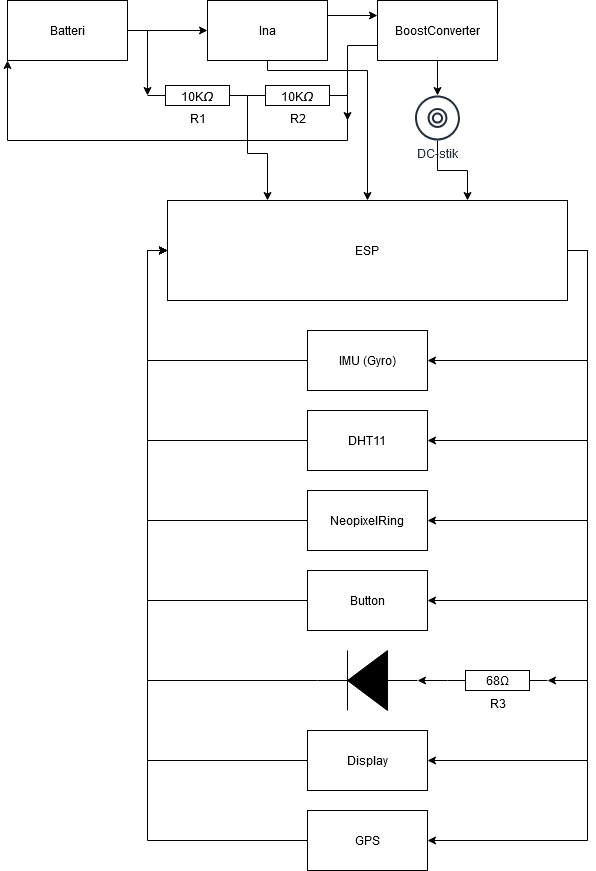 Batteri
Ina
BoostConverter
10KΩ
10KΩ
R1
R2
DC-stik
ESP
IMU (Gyro)
DHT11
NeopixelRing
Button
68Ω
R3
Display
GPS